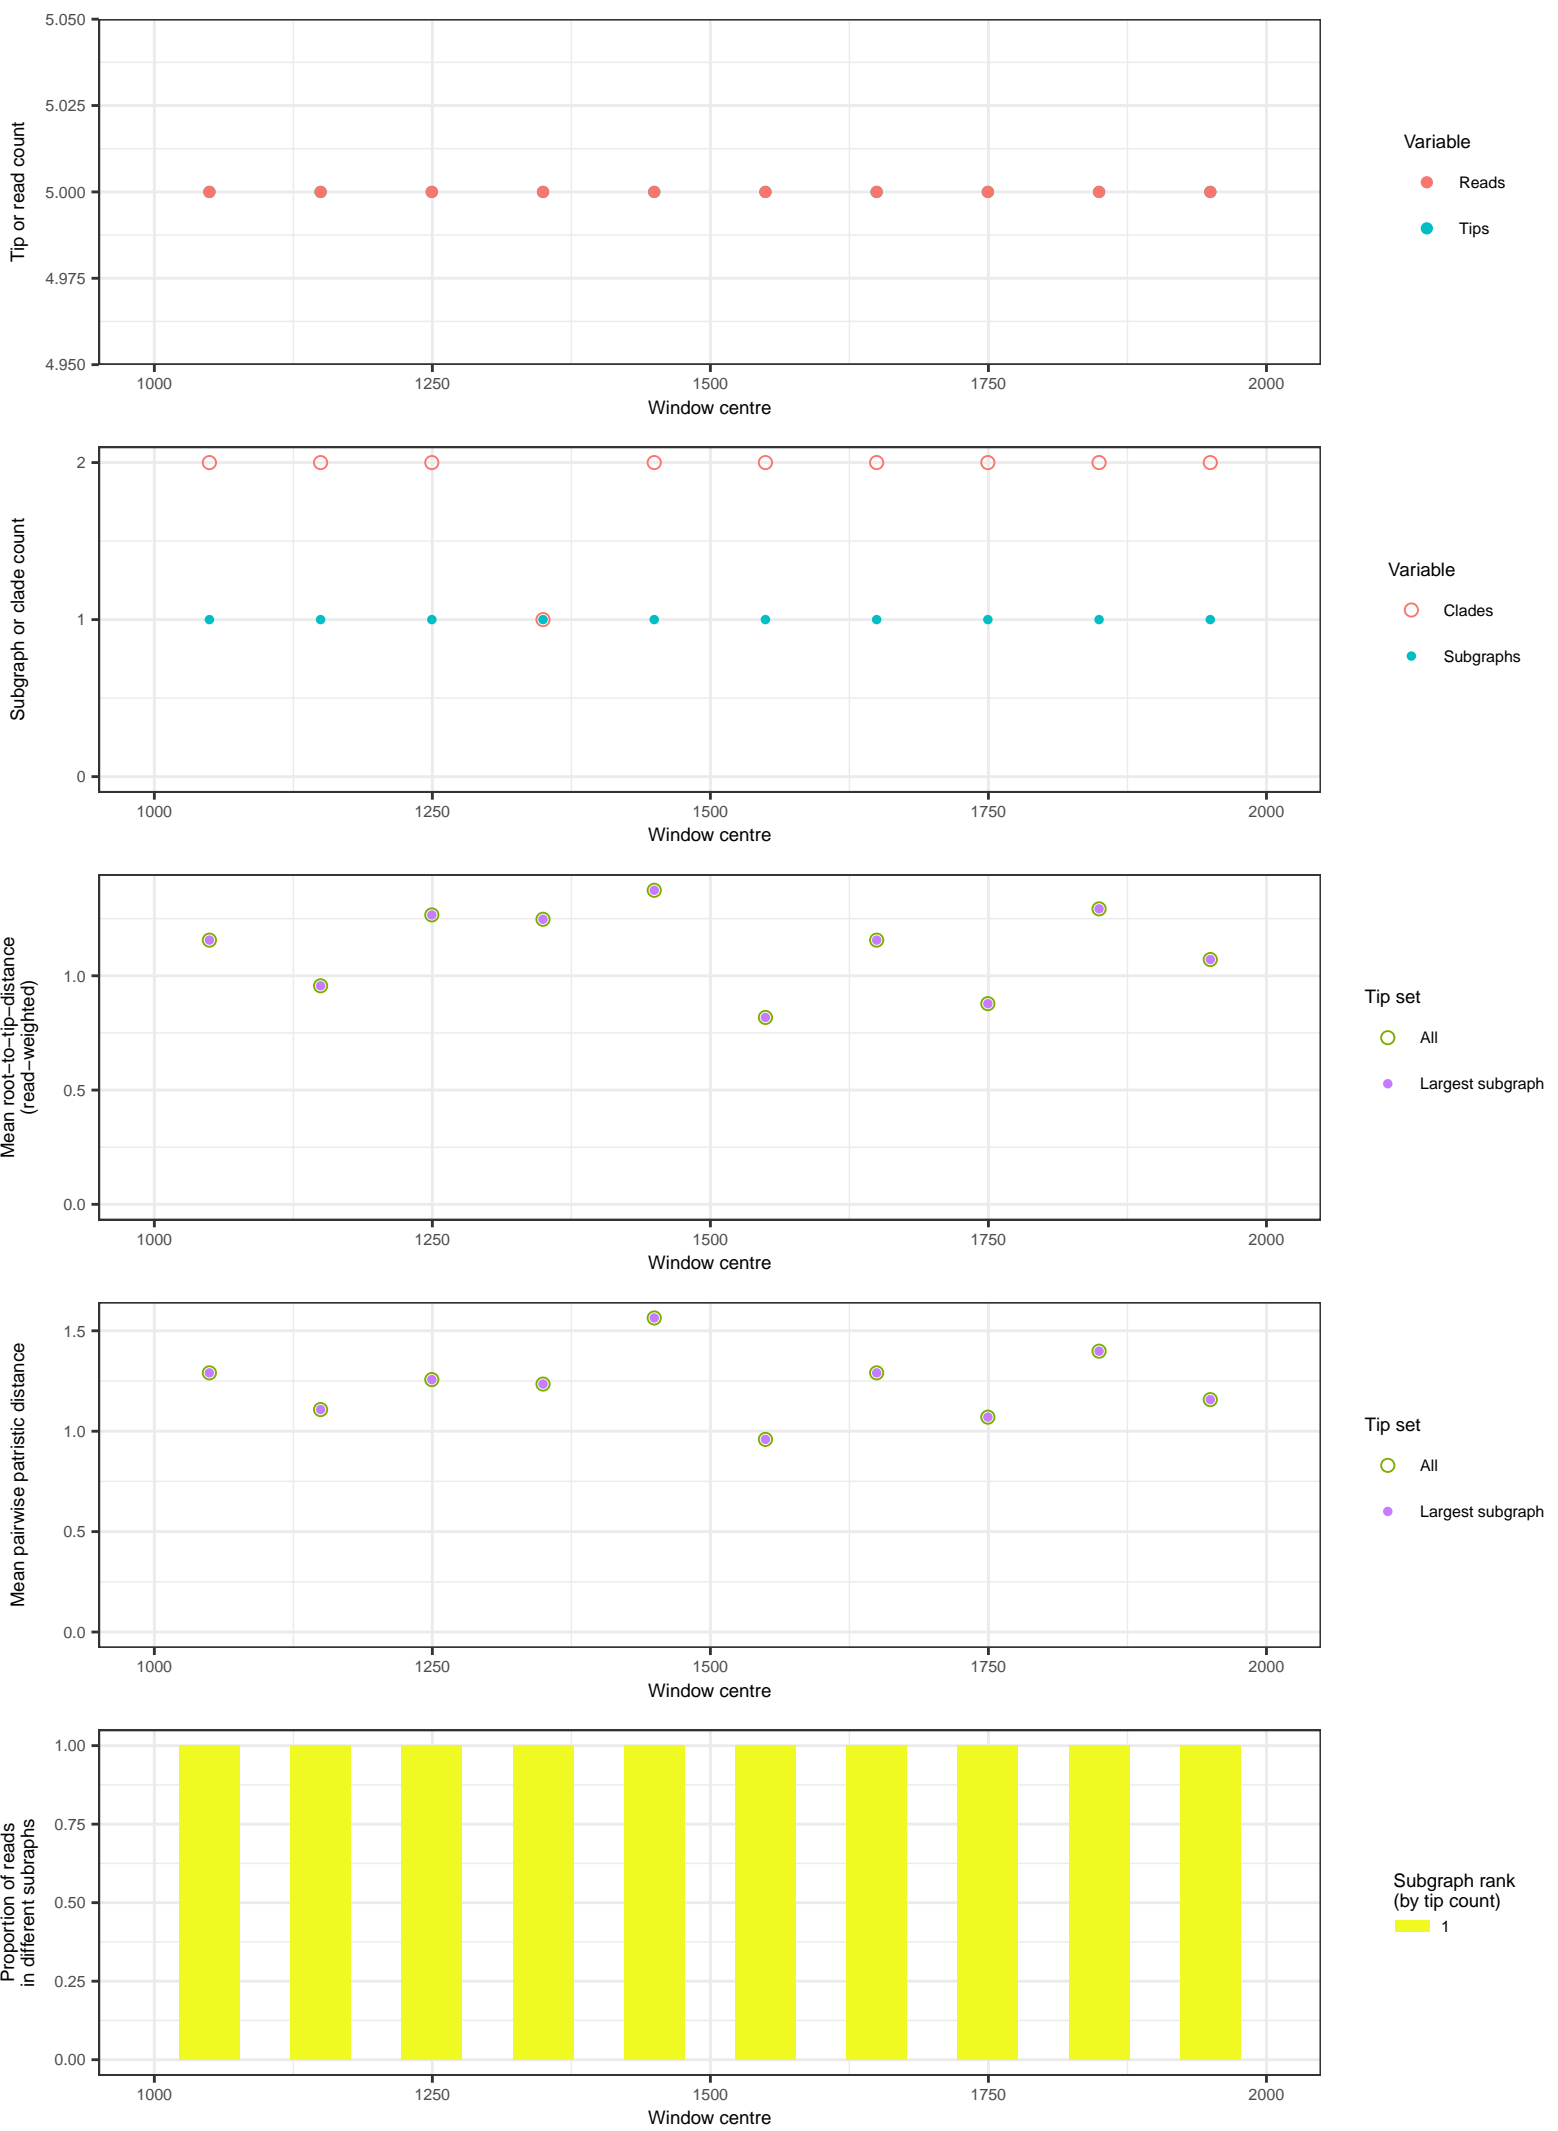 5.050
5.025
5.000
4.975
4.950
Tip or read count
1000 1250 1500 1750 2000
Window centre
Variable
Reads
Tips
2
1
0
Subgraph or clade count
1000 1250 1500 1750 2000
Window centre
Variable
Clades
Subgraphs
1.0
0.5
0.0
Mean root−to−tip−distance
(read−weighted)
1000 1250 1500 1750 2000
Window centre
Tip set
All
Largest subgraph
1.5
1.0
0.5
0.0
Mean pairwise patristic distance
1000 1250 1500 1750 2000
Window centre
Tip set
All
Largest subgraph
1.00
0.75
0.50
0.25
0.00
Proportion of reads
in different subraphs
1000 1250 1500 1750 2000
Window centre
Subgraph rank
(by tip count)
1